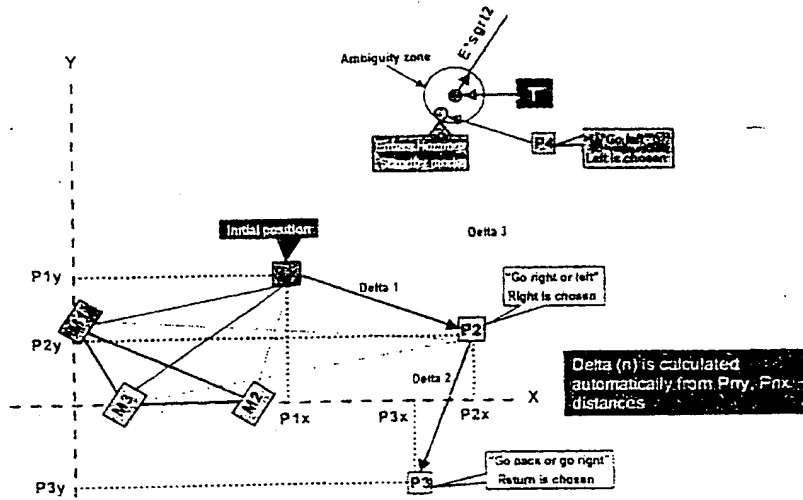 E*sqrt2
Ambiguity zone
Y
T
P4
"Go left"
Left is chosen
Initial position
Delta 3
P1y
Delta 1
"Go right or left"
Right is chosen
P2
P2y
Delta 2
Delta (n) is calculated
automatically from Pny, Pnx
distances
M3
M2
P1x
P3x
P2x
X
"Go back or go right"
Return is chosen
P3
P3y